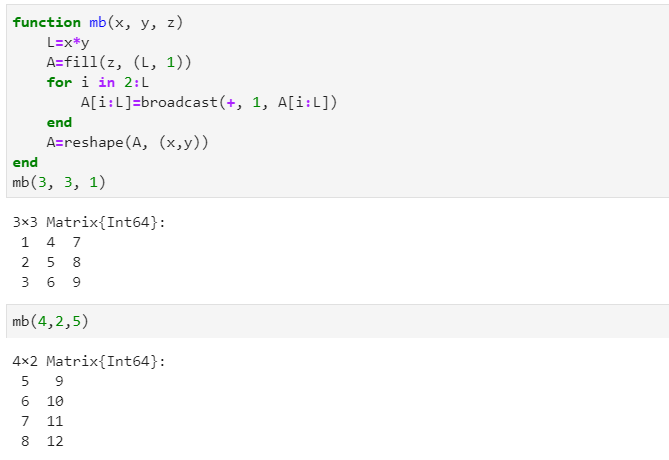 function mb(x, y, z)
    L=x*y
    A=fill(z, (L, 1))
    for i in 2:L
        A[i:L]=broadcast(+, 1, A[i:L])
    end
    A=reshape(A, (x,y))
end
mb(3, 3, 1)
3×3 Matrix{Int64}:
 1  4  7
 2  5  8
 3  6  9
mb(4,2,5)
4×2 Matrix{Int64}:
 5   9
 6  10
 7  11
 8  12